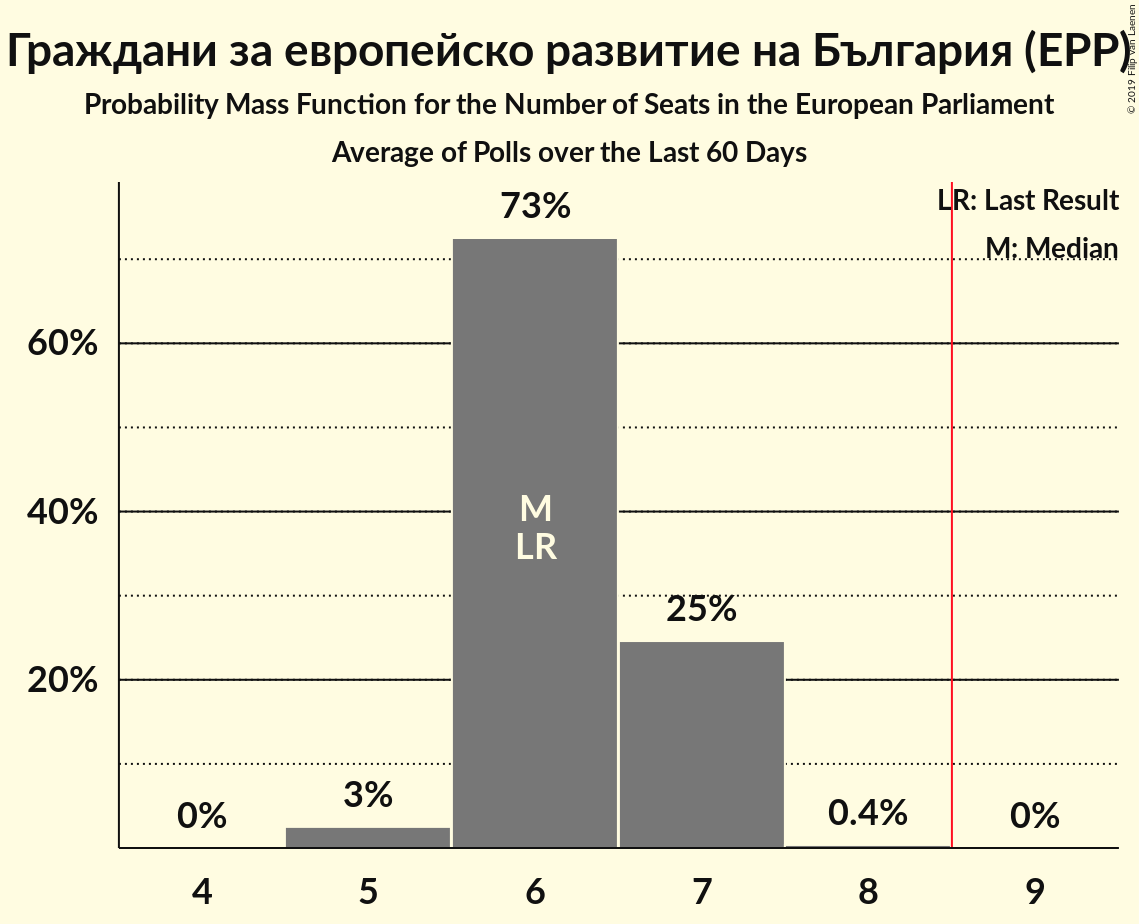 Граждани за европейско развитие на България (EPP)
© 2019 Filip van Laenen
Probability Mass Function for the Number of Seats in the European Parliament
Average of Polls over the Last 60 Days
LR: Last Result
M: Median
73%
60%
40%
20%
M
LR
25%
3%
0%
0.4%
0%
4 5 6 7 8 9